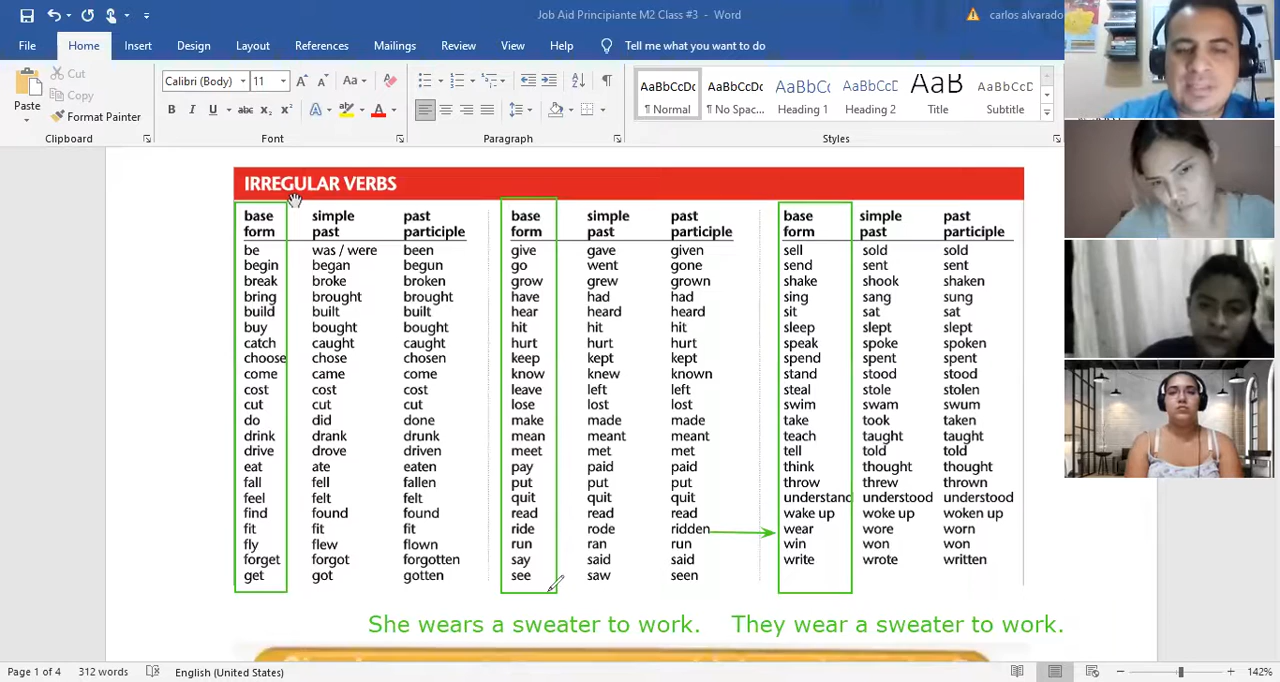 Job Aid Principiante M2 Class #3 - Word
carlos alvarado
File Home Insert Design Layout References Mailings Review View Help Tell me what you want to do
Paste
Cut
Copy
Format Painter
Calibri (Body) 11
AaBbCcDc AaBbCcDc AaBbCc AaBbCcC AaB AaBbCcC
¶ Normal ¶ No Spac... Heading 1 Heading 2 Title Subtitle
Clipboard Font Paragraph Styles
IRREGULAR VERBS
base form simple past past participle base form simple past past participle base form simple past past participle
be was / were been give gave given sell sold sold
begin began begun go went gone send sent sent
break broke broken grow grew grown shake shook shaken
bring brought brought have had had sing sang sung
build built built hear heard heard sit sat sat
buy bought bought hit hit hit sleep slept slept
catch caught caught hurt hurt hurt speak spoke spoken
choose chose chosen keep kept kept spend spent spent
come came come know knew known stand stood stood
cost cost cost leave left left steal stole stolen
cut cut cut lose lost lost swim swam swum
do did done make made made take took taken
drink drank drunk mean meant meant teach taught taught
drive drove driven meet met met tell told told
eat ate eaten pay paid paid think thought thought
fall fell fallen put put put throw threw thrown
feel felt felt quit quit quit understand understood understood
find found found read read read wake up woke up woken up
fit fit fit ride rode ridden wear wore worn
fly flew flown run ran run win won won
forget forgot forgotten say said said write wrote written
get got gotten see saw seen
She wears a sweater to work. They wear a sweater to work.
Page 1 of 4 312 words English (United States) 142%